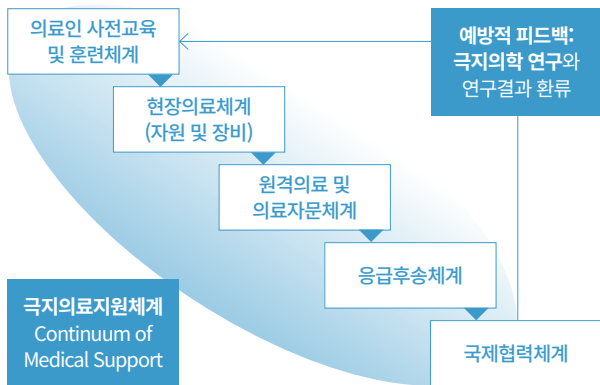 의료인 사전교육
및 훈련체계
예방적 피드백:
극지의학 연구와
연구결과 환류
현장의료체계
(자원 및 장비)
원격의료 및
의료자문체계
응급후송체계
극지의료지원체계
Continuum of
Medical Support
국제협력체계